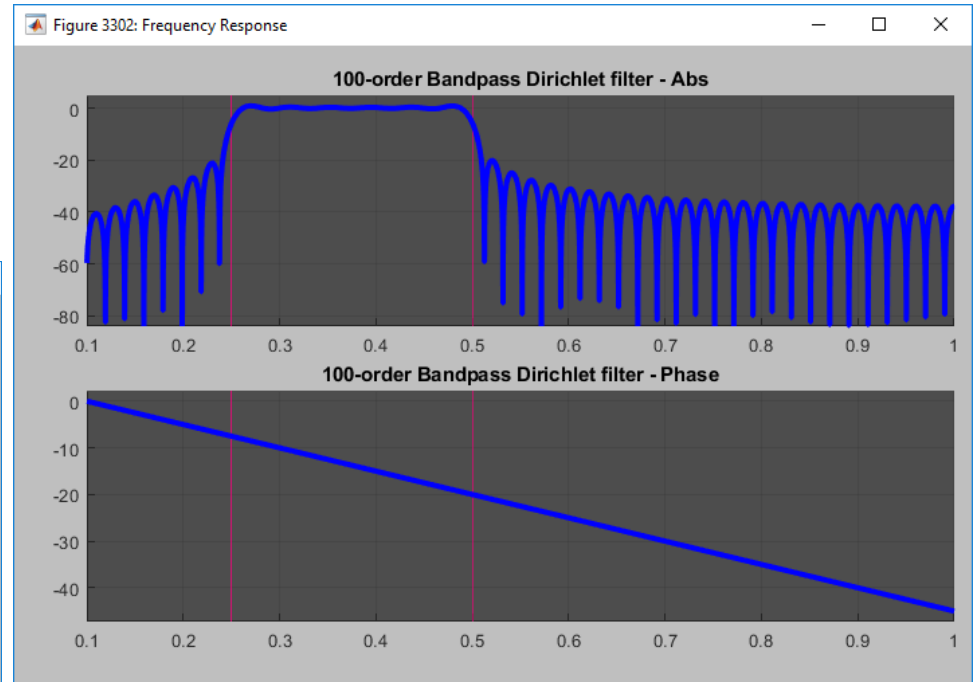 Figure 3302: Frequency Response
100-order Bandpass Dirichlet filter - Abs
0
-20
-40
-60
-80
0.1 0.2 0.3 0.4 0.5 0.6 0.7 0.8 0.9 1
100-order Bandpass Dirichlet filter - Phase
0
-10
-20
-30
-40
0.1 0.2 0.3 0.4 0.5 0.6 0.7 0.8 0.9 1